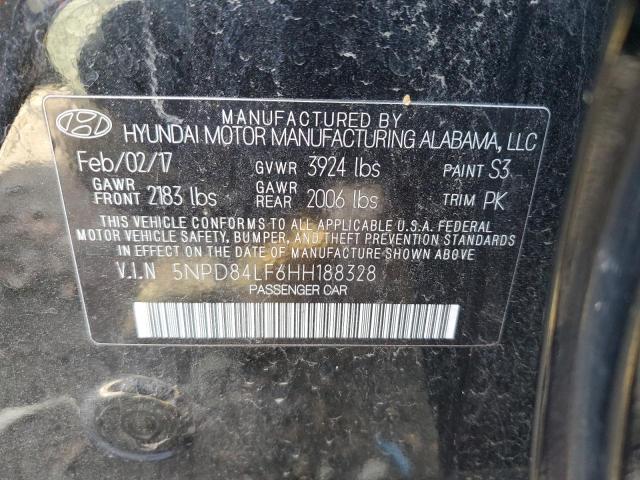 MANUFACTURED BY
HYUNDAI MOTOR MANUFACTURING ALABAMA, LLC
Feb/02/17 GVWR 3924 lbs PAINT S3
GAWR FRONT 2183 lbs GAWR REAR 2006 lbs TRIM PK
THIS VEHICLE CONFORMS TO ALL APPLICABLE U.S.A. FEDERAL
MOTOR VEHICLE SAFETY, BUMPER, AND THEFT PREVENTION STANDARDS
IN EFFECT ON THE DATE OF MANUFACTURE SHOWN ABOVE.
V.I.N 5NPD84LF6HH188328
PASSENGER CAR